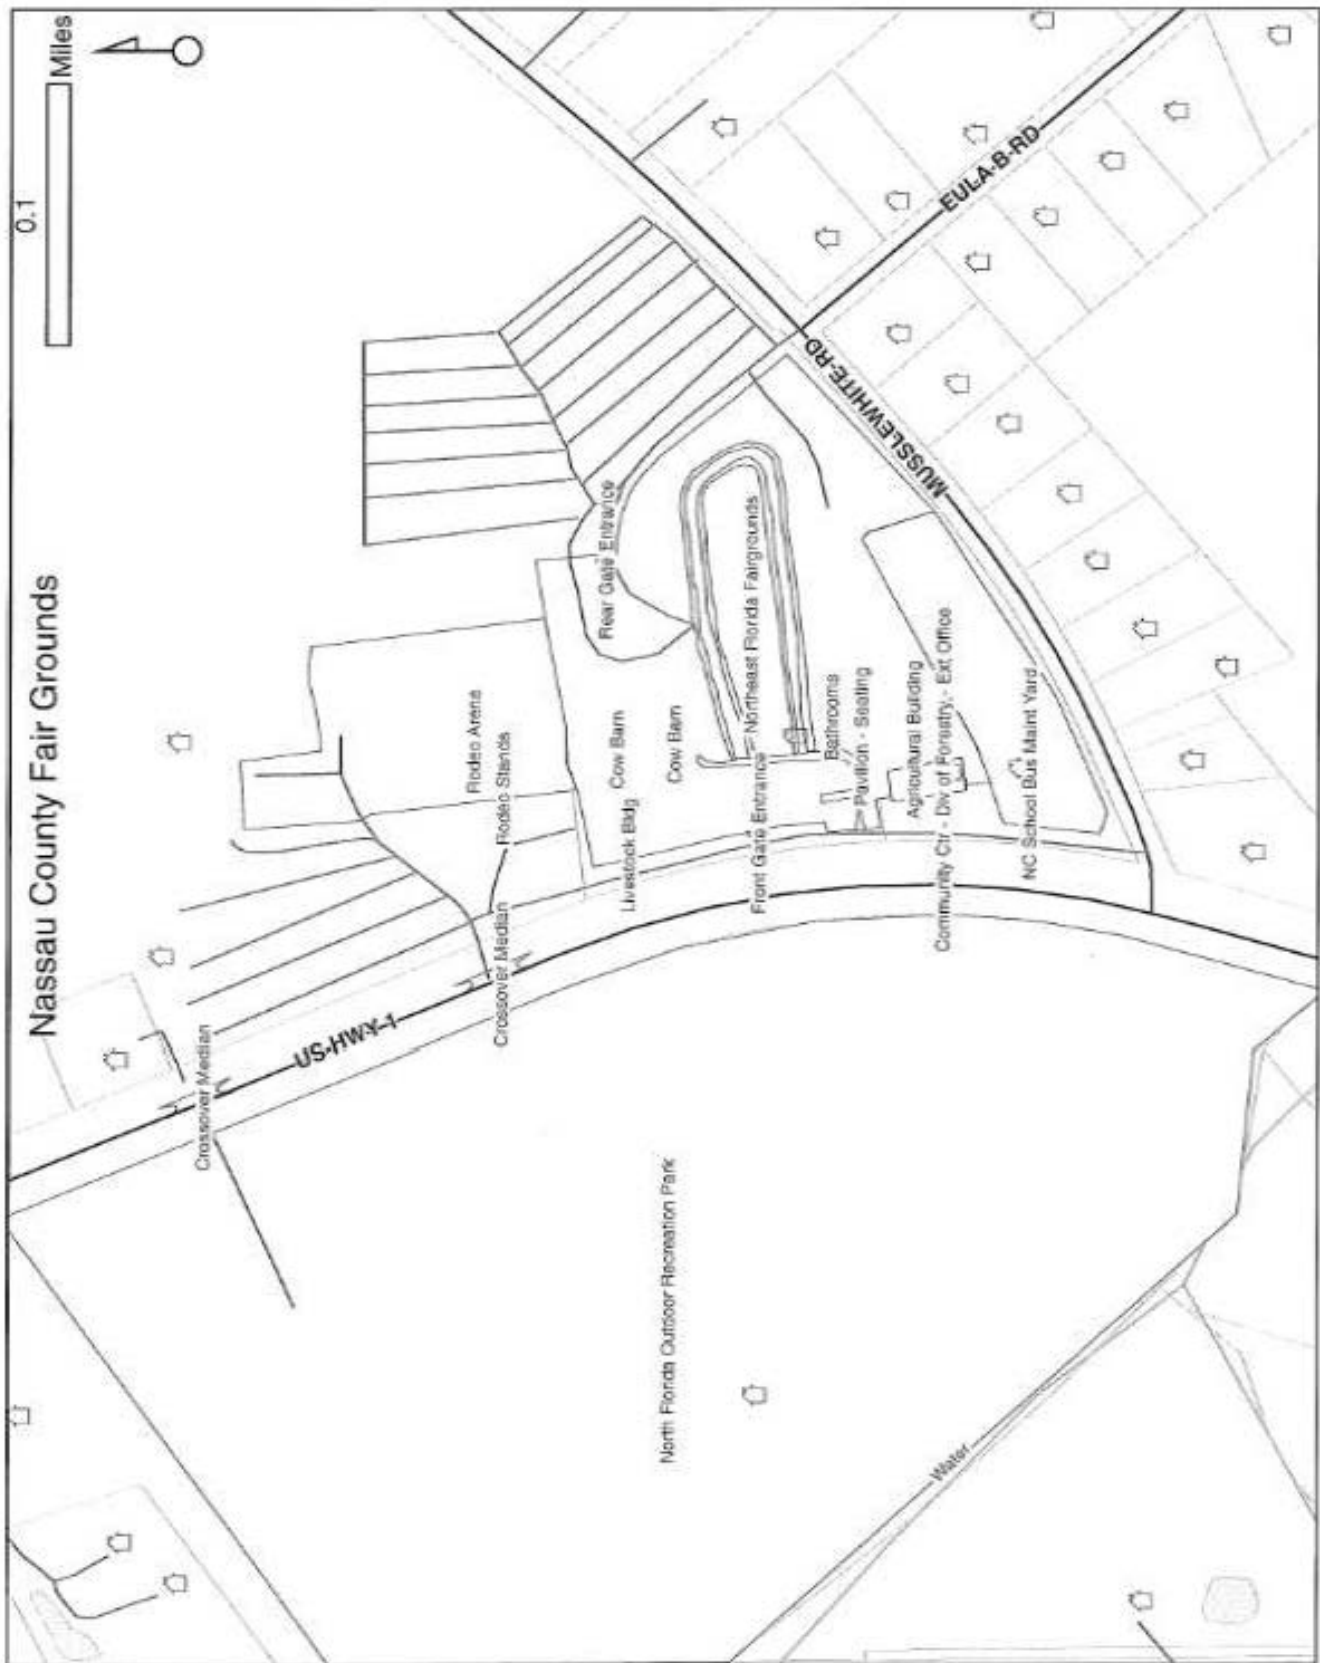 Nassau County Fair Grounds
0.1
Miles
Crossover Median
US-HWY-1
Crossover Median
Rodeo Arena
Rodeo Stands
Rear Gate Entrance
Livestock Bldg
Cow Barn
Cow Barn
Front Gate Entrance
Northeast Florida Fairgrounds
Bathrooms
Pavilion - Seating
Agricultural Building
Community Ctr - Div of Forestry - Ext Office
NC School Bus Maint Yard
MUSSLEWHITE-RD
EULA-B-RD
North Florida Outdoor Recreation Park
Water